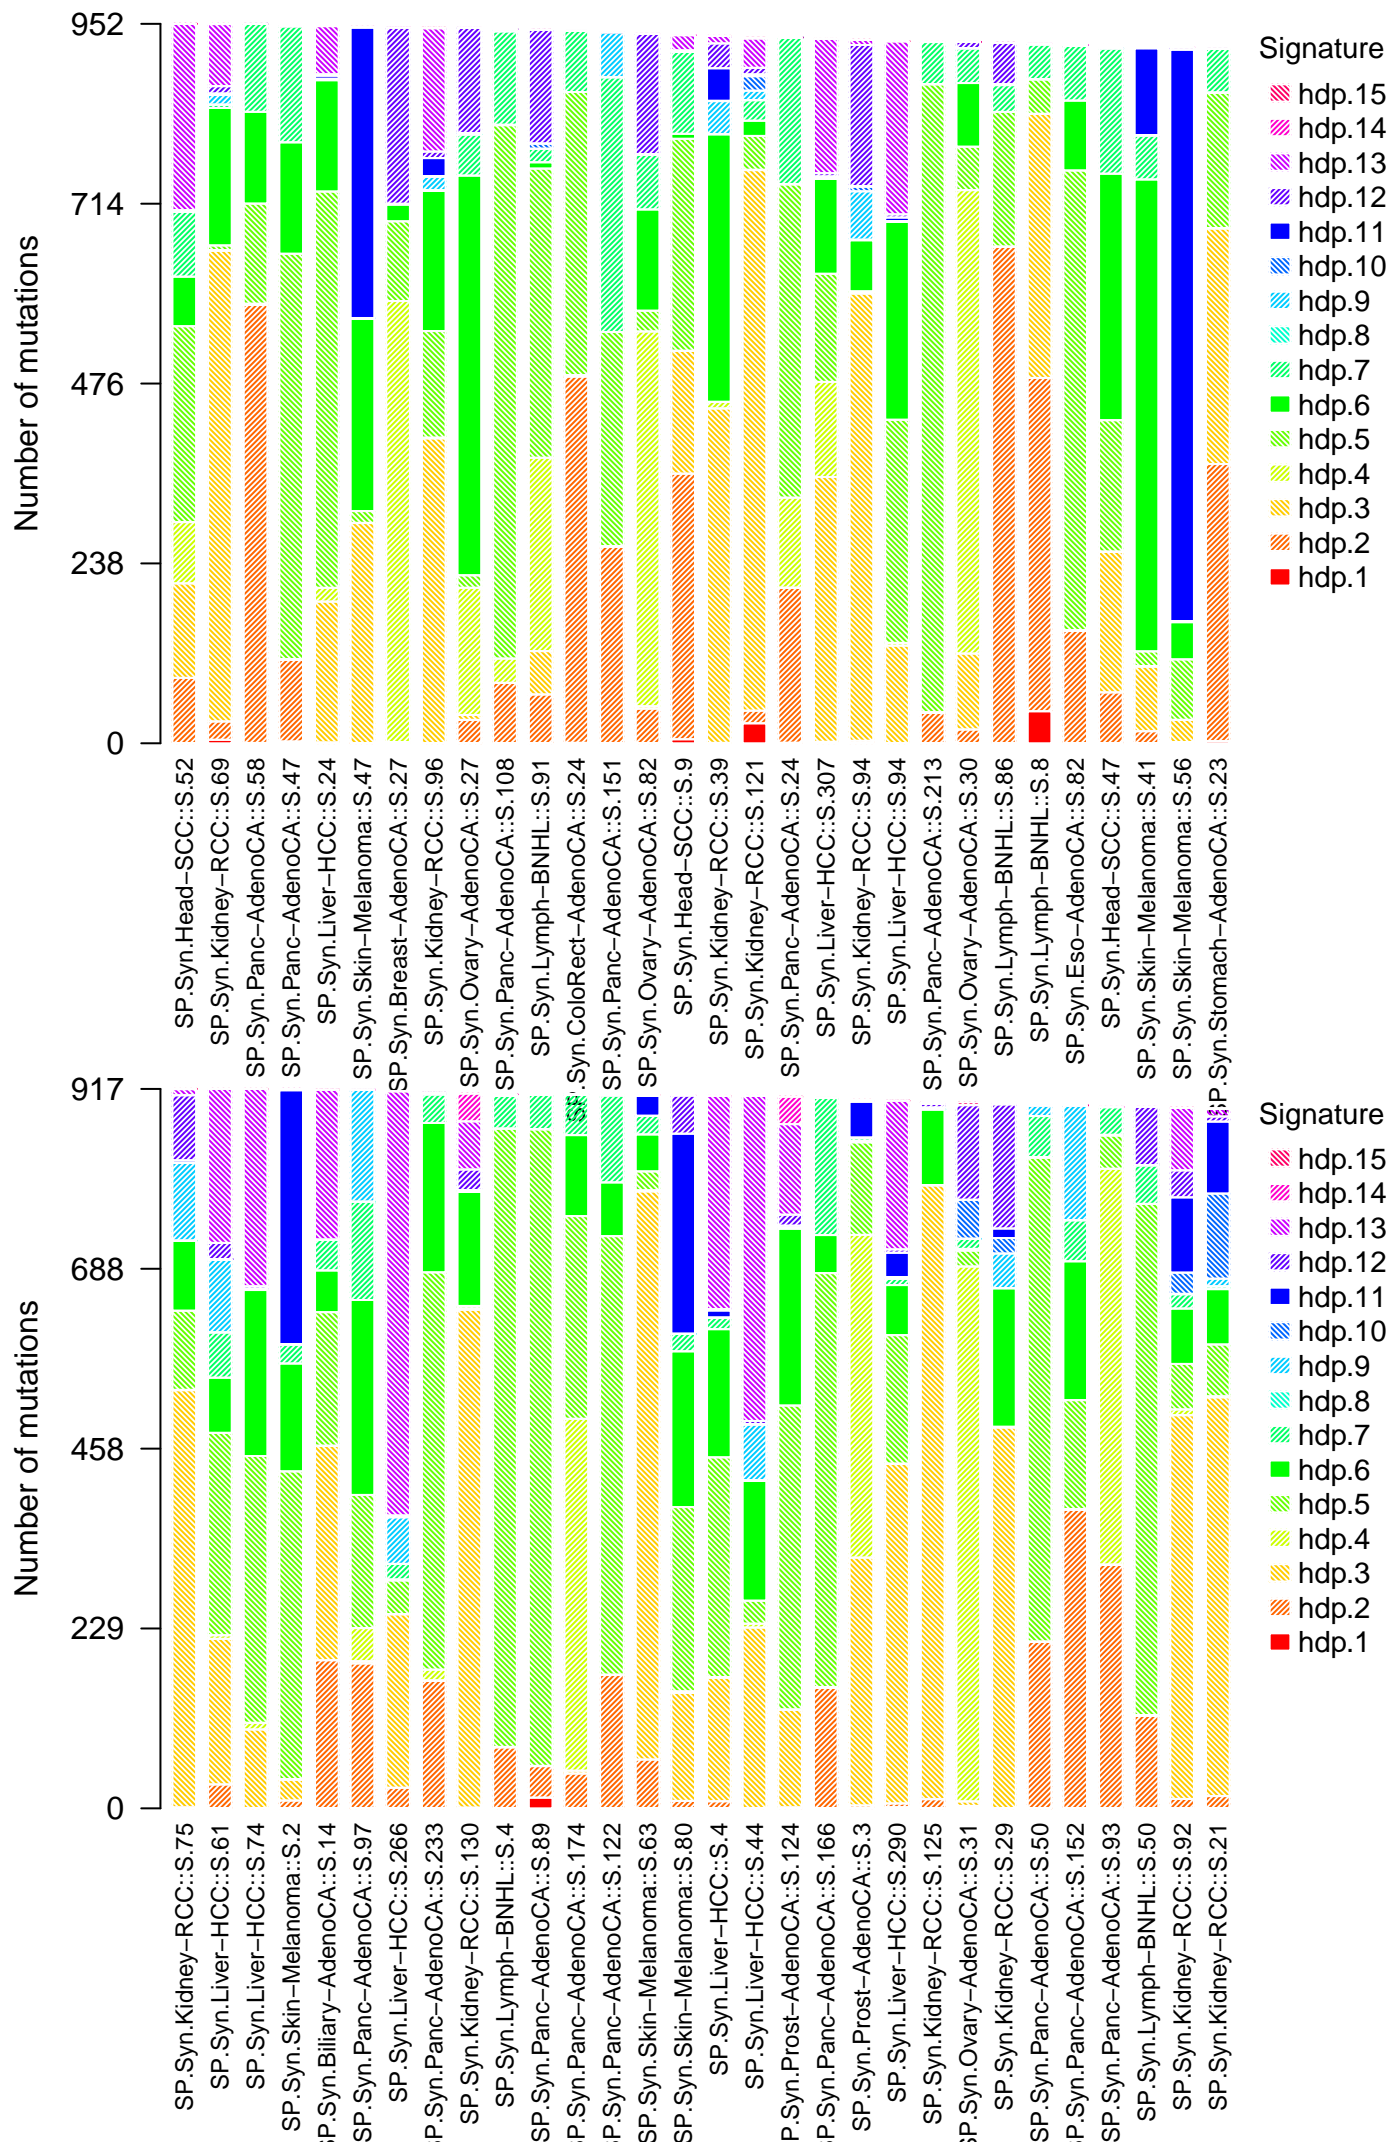 952
714
476
238
0
Number of mutations
Signature
hdp.15
hdp.14
hdp.13
hdp.12
hdp.11
hdp.10
hdp.9
hdp.8
hdp.7
hdp.6
hdp.5
hdp.4
hdp.3
hdp.2
hdp.1
SP.Syn.Head−SCC::S.52
SP.Syn.Kidney−RCC::S.69
SP.Syn.Panc−AdenoCA::S.58
SP.Syn.Panc−AdenoCA::S.47
SP.Syn.Liver−HCC::S.24
SP.Syn.Skin−Melanoma::S.47
SP.Syn.Breast−AdenoCA::S.27
SP.Syn.Kidney−RCC::S.96
SP.Syn.Ovary−AdenoCA::S.27
SP.Syn.Panc−AdenoCA::S.108
SP.Syn.Lymph−BNHL::S.91
SP.Syn.ColoRect−AdenoCA::S.24
SP.Syn.Panc−AdenoCA::S.151
SP.Syn.Ovary−AdenoCA::S.82
SP.Syn.Head−SCC::S.9
SP.Syn.Kidney−RCC::S.39
SP.Syn.Kidney−RCC::S.121
SP.Syn.Panc−AdenoCA::S.24
SP.Syn.Liver−HCC::S.307
SP.Syn.Kidney−RCC::S.94
SP.Syn.Liver−HCC::S.94
SP.Syn.Panc−AdenoCA::S.213
SP.Syn.Ovary−AdenoCA::S.30
SP.Syn.Lymph−BNHL::S.86
SP.Syn.Lymph−BNHL::S.8
SP.Syn.Eso−AdenoCA::S.82
SP.Syn.Head−SCC::S.47
SP.Syn.Skin−Melanoma::S.41
SP.Syn.Skin−Melanoma::S.56
SP.Syn.Stomach−AdenoCA::S.23
917
688
458
229
0
Number of mutations
Signature
hdp.15
hdp.14
hdp.13
hdp.12
hdp.11
hdp.10
hdp.9
hdp.8
hdp.7
hdp.6
hdp.5
hdp.4
hdp.3
hdp.2
hdp.1
SP.Syn.Kidney−RCC::S.75
SP.Syn.Liver−HCC::S.61
SP.Syn.Liver−HCC::S.74
SP.Syn.Skin−Melanoma::S.2
SP.Syn.Biliary−AdenoCA::S.14
SP.Syn.Panc−AdenoCA::S.97
SP.Syn.Liver−HCC::S.266
SP.Syn.Panc−AdenoCA::S.233
SP.Syn.Kidney−RCC::S.130
SP.Syn.Lymph−BNHL::S.4
SP.Syn.Panc−AdenoCA::S.89
SP.Syn.Panc−AdenoCA::S.174
SP.Syn.Panc−AdenoCA::S.122
SP.Syn.Skin−Melanoma::S.63
SP.Syn.Skin−Melanoma::S.80
SP.Syn.Liver−HCC::S.4
SP.Syn.Liver−HCC::S.44
SP.Syn.Prost−AdenoCA::S.124
SP.Syn.Panc−AdenoCA::S.166
SP.Syn.Prost−AdenoCA::S.3
SP.Syn.Liver−HCC::S.290
SP.Syn.Kidney−RCC::S.125
SP.Syn.Ovary−AdenoCA::S.31
SP.Syn.Kidney−RCC::S.29
SP.Syn.Panc−AdenoCA::S.50
SP.Syn.Panc−AdenoCA::S.152
SP.Syn.Panc−AdenoCA::S.93
SP.Syn.Lymph−BNHL::S.50
SP.Syn.Kidney−RCC::S.92
SP.Syn.Kidney−RCC::S.21